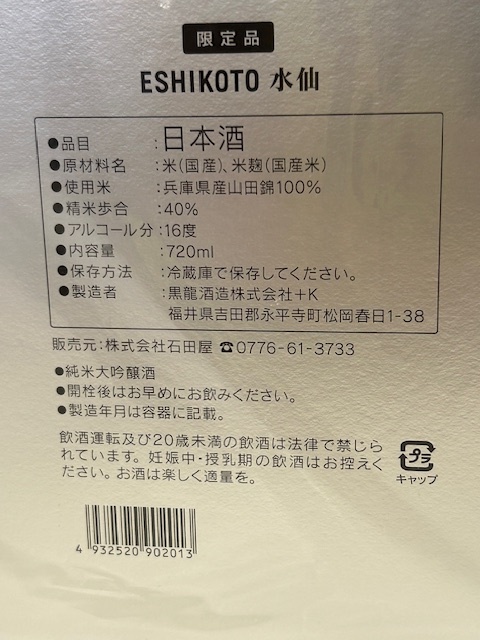 限定品
ESHIKOTO 水仙
●品目 :日本酒
●原材料名 :米(国産)、米麹(国産米)
●使用米 :兵庫県産山田錦100%
●精米歩合 :40%
●アルコール分:16度
●内容量 :720ml
●保存方法 :冷蔵庫で保存してください。
●製造者 :黒龍酒造株式会社+K
福井県吉田郡永平寺町松岡春日1-38
販売元:株式会社石田屋 ☎0776-61-3733
●純米大吟醸酒
●開栓後はお早めにお飲みください。
●製造年月は容器に記載。
飲酒運転及び20歳未満の飲酒は法律で禁じら
れています。妊娠中・授乳期の飲酒はお控えく
ださい。お酒は楽しく適量を。
プラ
キャップ
4 932520 902013